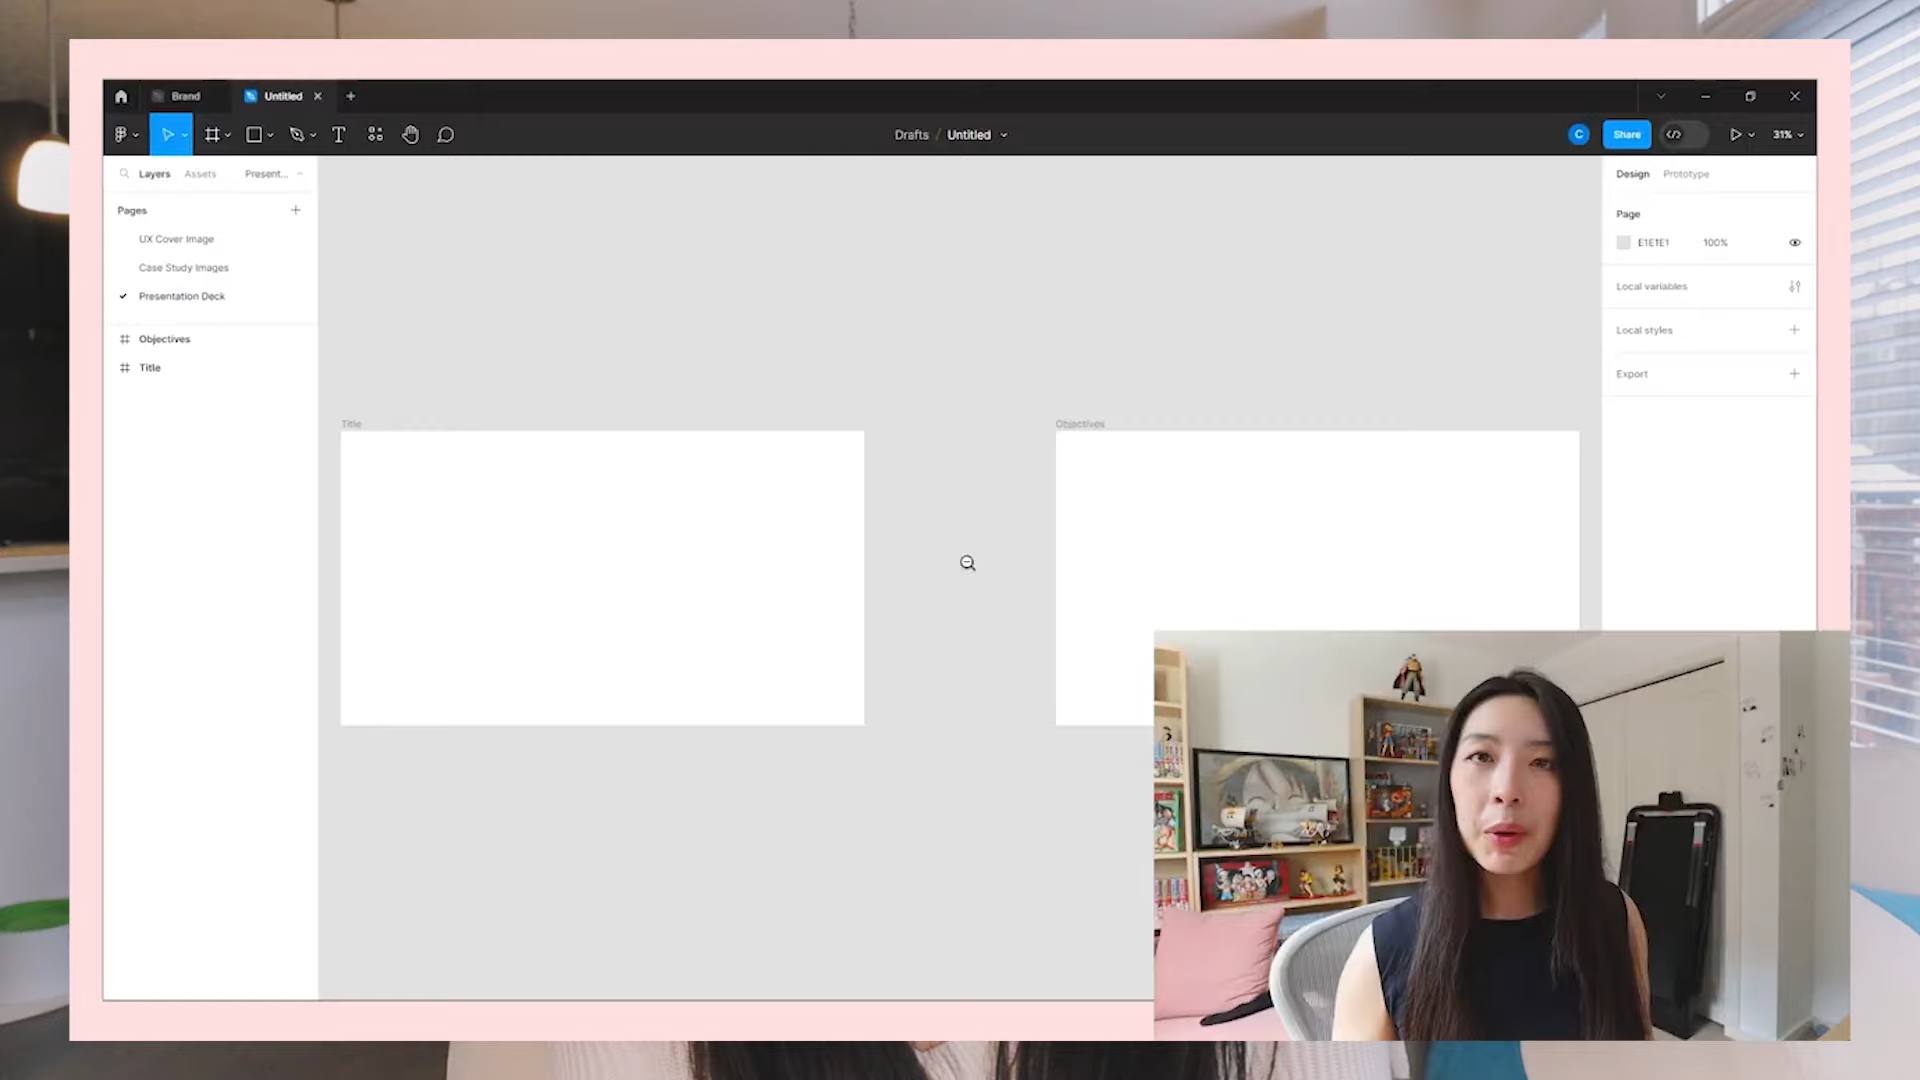 Brand
Untitled
Drafts / Untitled
C
Share
31%
Layers
Assets
Present...
Pages
UX Cover Image
Case Study Images
Presentation Deck
Objectives
Title
Title
Objectives
Design
Prototype
Page
E1E1E1
100%
Local variables
Local styles
Export